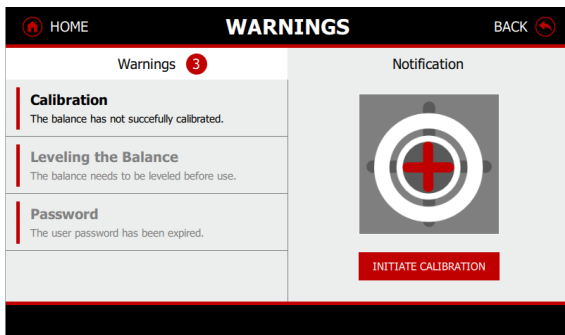 HOME
WARNINGS
BACK
Warnings 3
Notification
Calibration
The balance has not succefully calibrated.
Leveling the Balance
The balance needs to be leveled before use.
Password
The user password has been expired.
INITIATE CALIBRATION